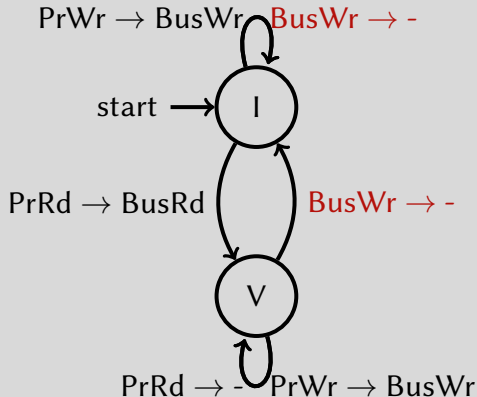 PrWr → BusWr BusWr → -
start I
PrRd → BusRd BusWr → -
V
PrRd → - PrWr → BusWr